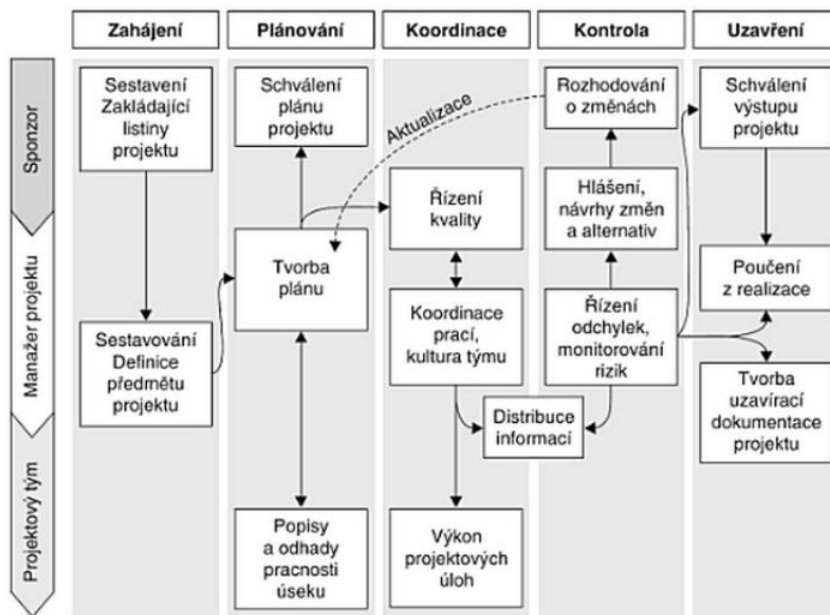 Zahájení
Plánování
Koordinace
Kontrola
Uzavření
Sponzor
Manažer projektu
Projektový tým
Sestavení
Zakládající
listiny
projektu
Sestavování
Definice
předmětu
projektu
Schválení
plánu
projektu
Tvorba
plánu
Popisy
a odhady
pracnosti
úseku
Aktualizace
Řízení
kvality
Koordinace
prací,
kultura týmu
Distribuce
informací
Výkon
projektových
úloh
Rozhodování
o změnách
Hlášení,
návrhy změn
a alternativ
Řízení
odchylek,
monitorování
rizik
Schválení
výstupu
projektu
Poučení
z realizace
Tvorba
uzavírací
dokumentace
projektu